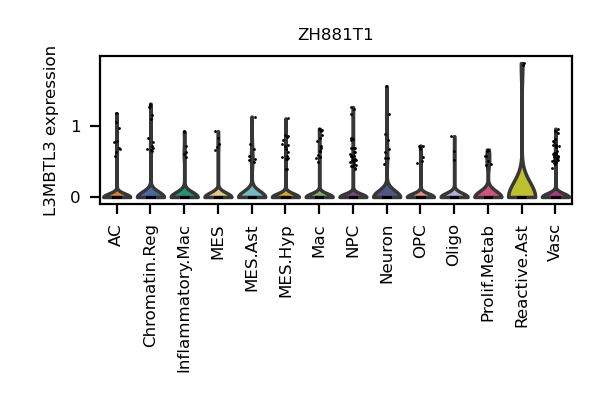 ZH881T1
L3MBTL3 expression
1
0
AC
Chromatin.Reg
Inflammatory.Mac
MES
MES.Ast
MES.Hyp
Mac
NPC
Neuron
OPC
Oligo
Prolif.Metab
Reactive.Ast
Vasc